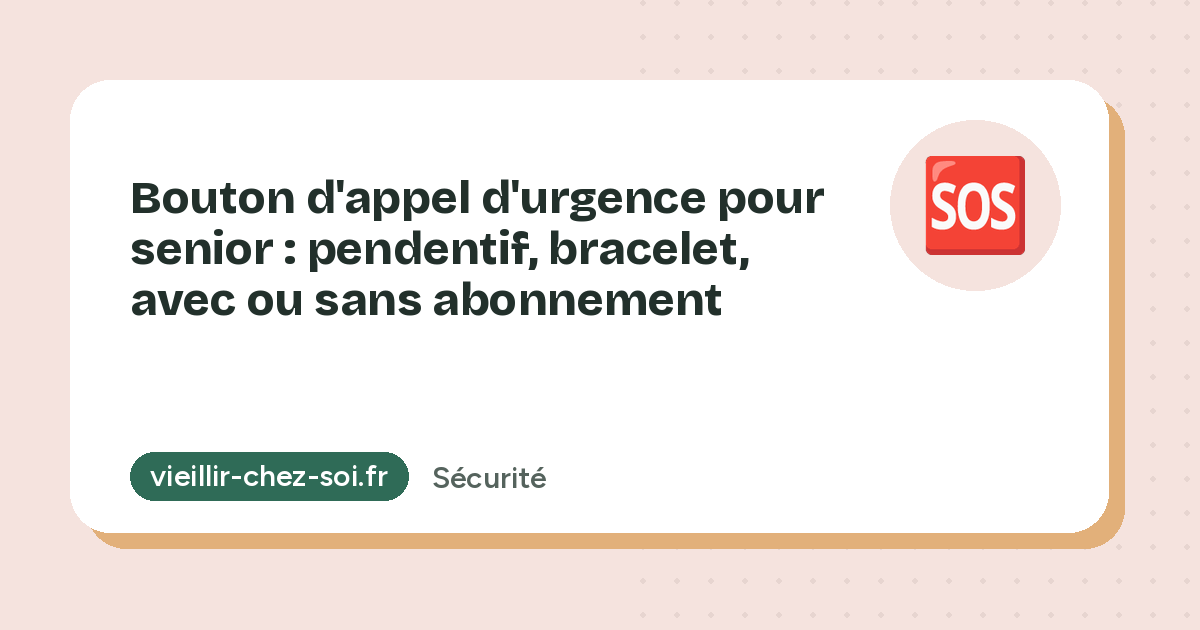 Bouton d'appel d'urgence pour
senior : pendentif, bracelet,
avec ou sans abonnement
SOS
vieillir-chez-soi.fr
Sécurité